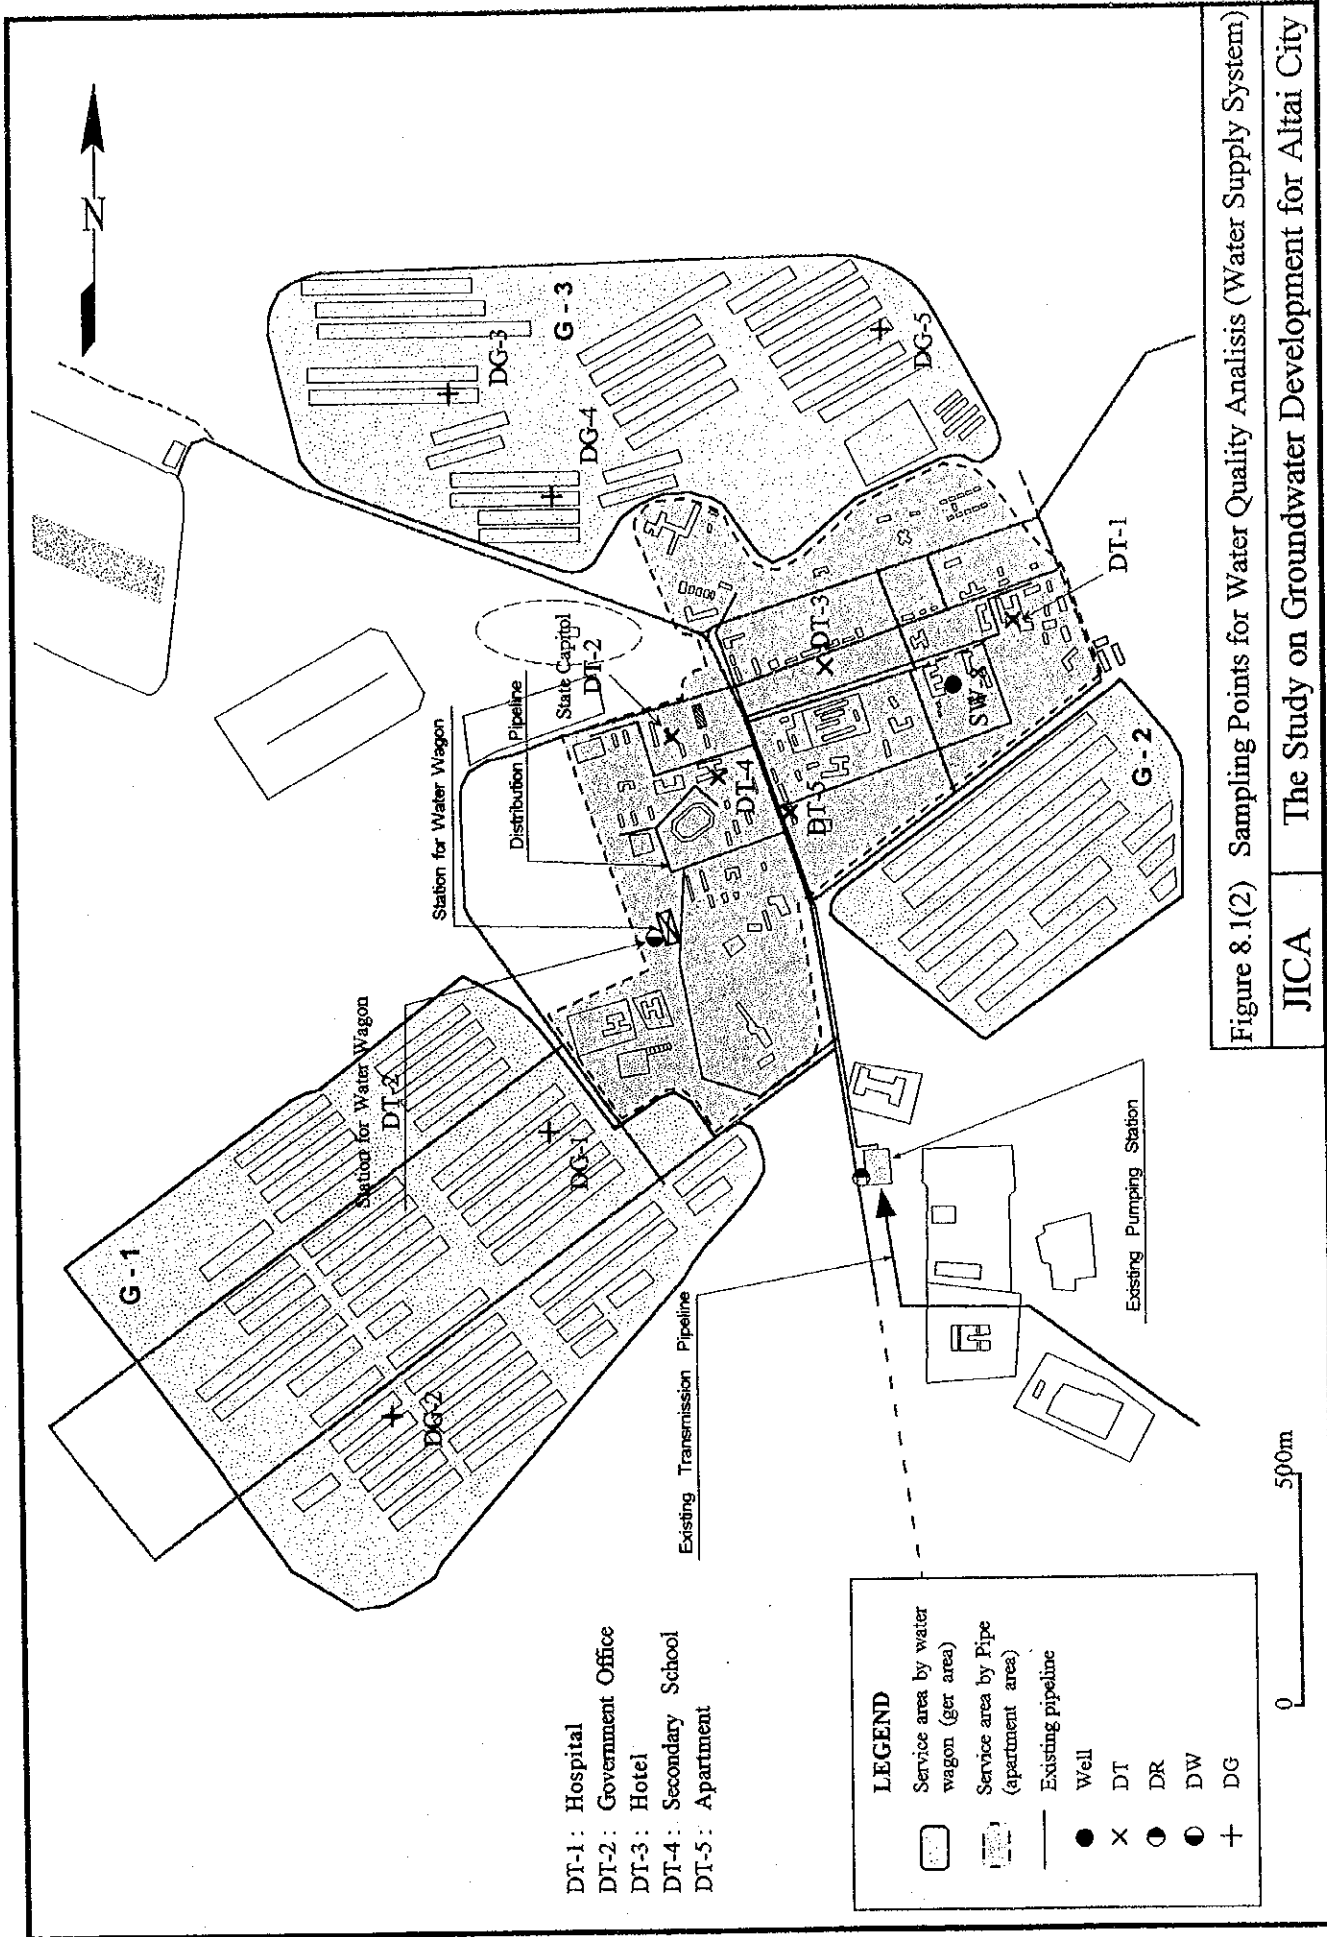 N
G - 3
DG-3
DG-4
DG-5
DT-1
DT-3
State Capitol
DT-2
Distribution Pipeline
Station for Water Wagon
DT-4
DT-5
G - 2
Station for Water Wagon
DT-2
DG-1
G - 1
DG-2
Existing Transmission Pipeline
Existing Pumping Station
DT-1 : Hospital
DT-2 : Government Office
DT-3 : Hotel
DT-4 : Secondary School
DT-5 : Apartment
LEGEND
Service area by water
wagon (ger area)
Service area by Pipe
(apartment area)
Existing pipeline
Well
DT
DR
DW
DG
0 500m
Figure 8.1(2) Sampling Points for Water Quality Analisis (Water Supply System)
JICA
The Study on Groundwater Development for Altai City